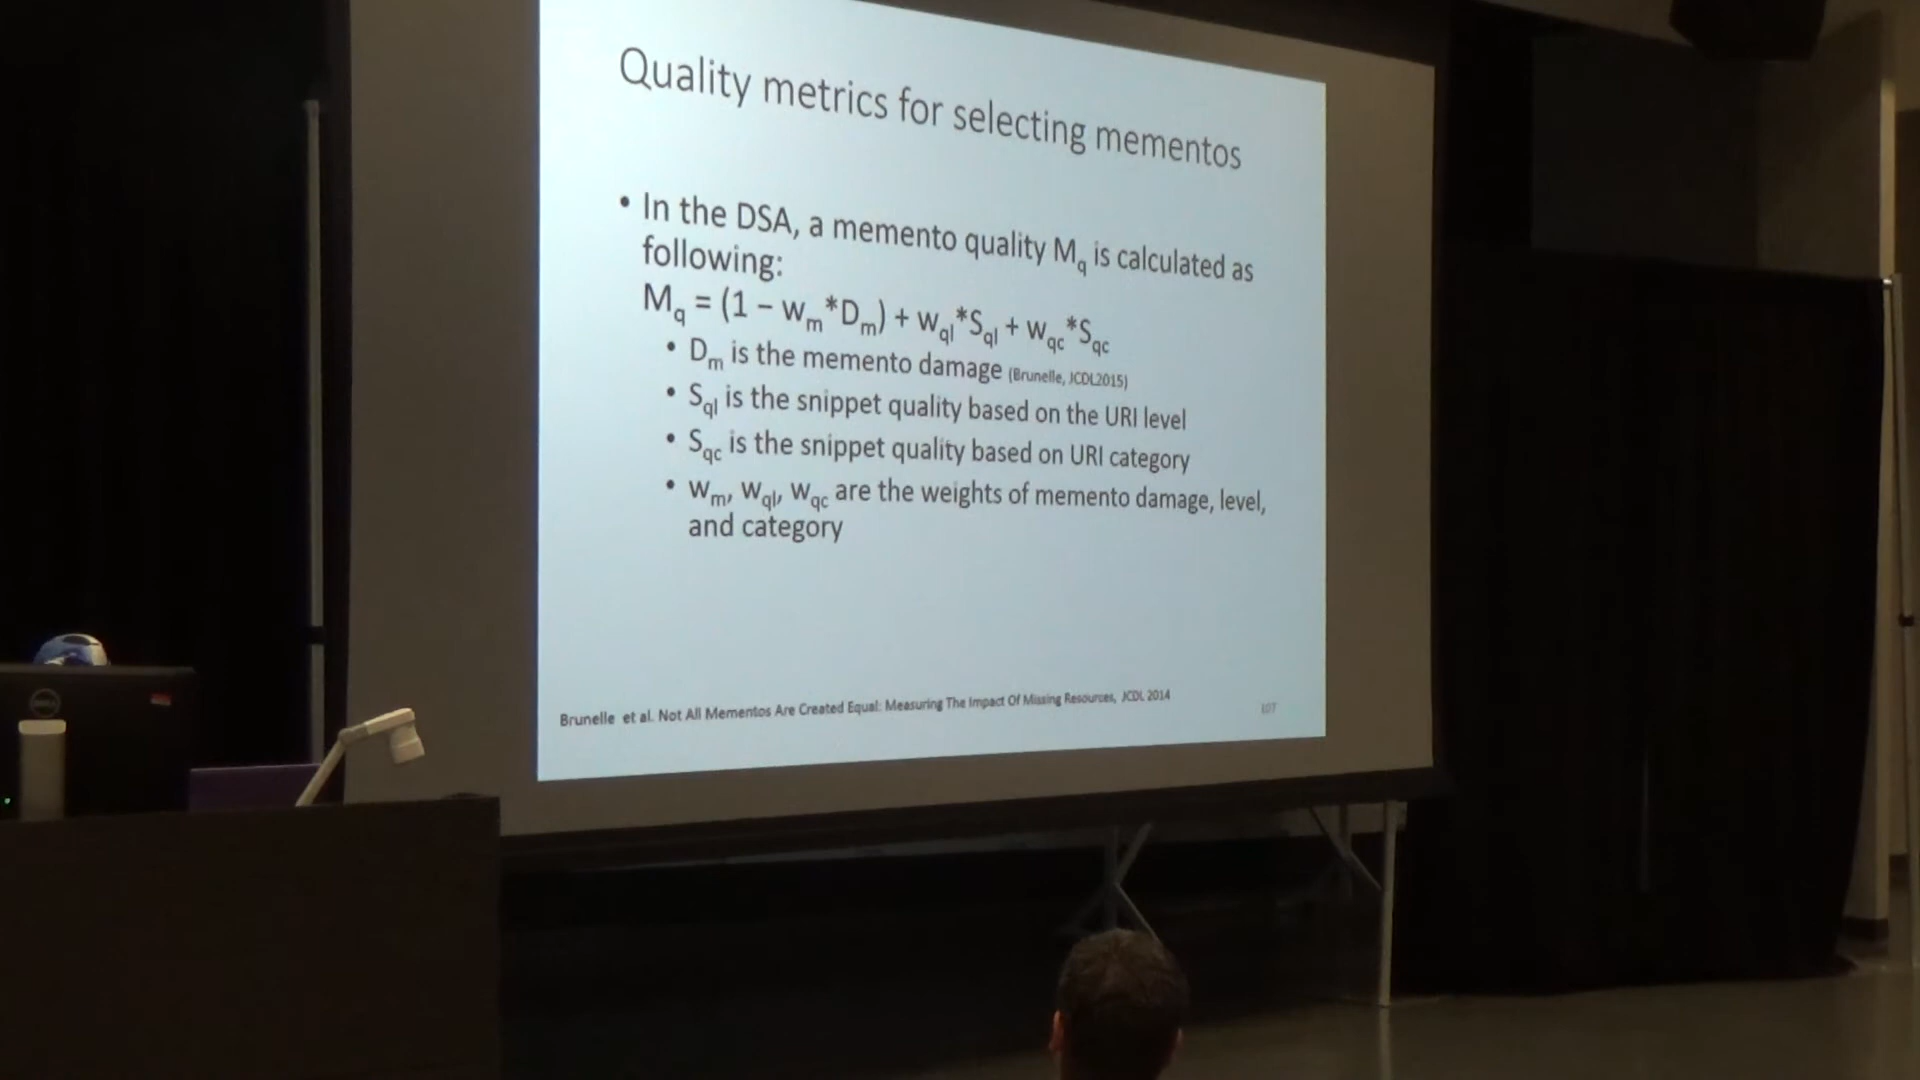 Quality metrics for selecting mementos
• In the DSA, a memento quality Mq is calculated as
following:
Mq = (1 – wm*Dm) + wql*Sql + wqc*Sqc
• Dm is the memento damage (Brunelle, JCDL2015)
• Sql is the snippet quality based on the URI level
• Sqc is the snippet quality based on URI category
• wm, wql, wqc are the weights of memento damage, level,
and category
Brunelle et al. Not All Mementos Are Created Equal: Measuring The Impact Of Missing Resources, JCDL 2014
107
DELL